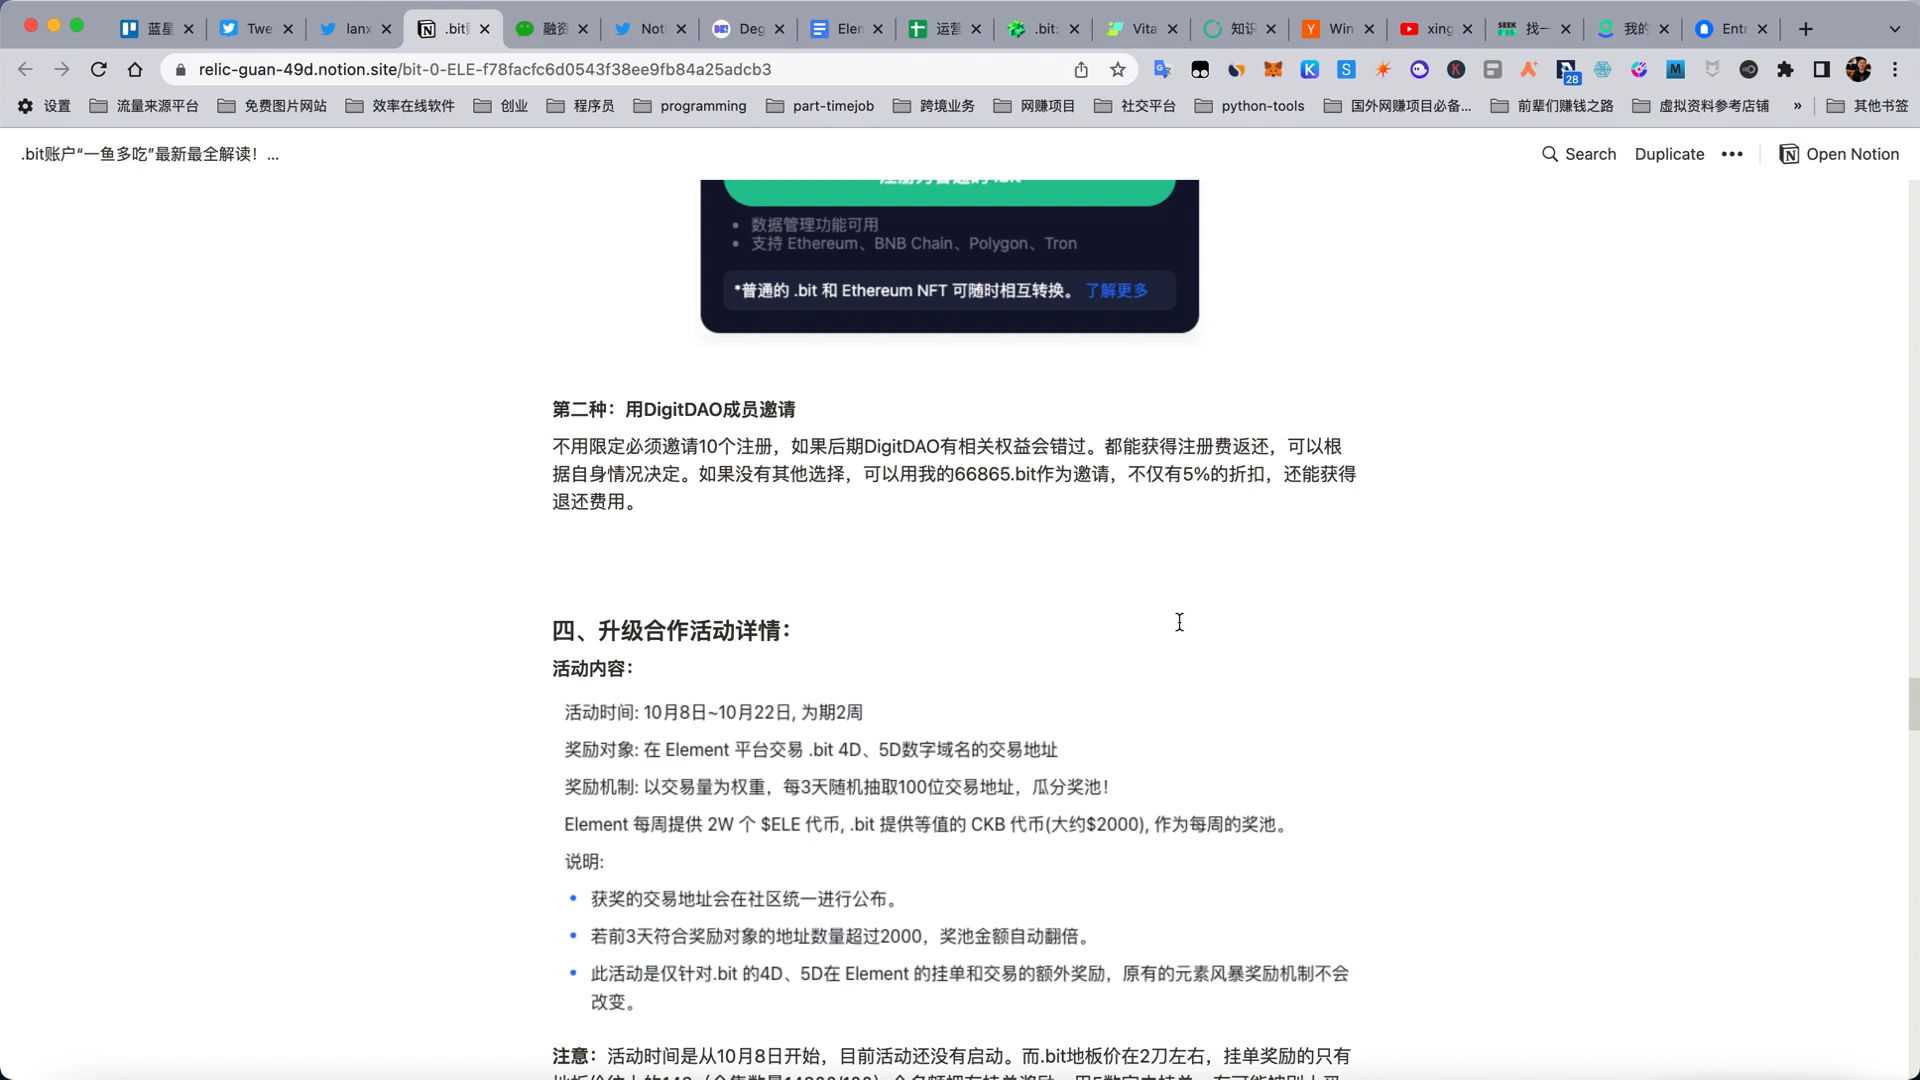 蓝星
Twe
lanx
.bit
融资
Noti
Deg
Elen
运营
.bit:
Vita
知识
Win
xing
找一
我的
Entr
relic-guan-49d.notion.site/bit-0-ELE-f78facfc6d0543f38ee9fb84a25adcb3
28
设置
流量来源平台
免费图片网站
效率在线软件
创业
程序员
programming
part-timejob
跨境业务
网赚项目
社交平台
python-tools
国外网赚项目必备...
前辈们赚钱之路
虚拟资料参考店铺
»
其他书签
.bit账户“一鱼多吃”最新最全解读！...
Search
Duplicate
Open Notion
• 数据管理功能可用
• 支持 Ethereum、BNB Chain、Polygon、Tron
*普通的 .bit 和 Ethereum NFT 可随时相互转换。 了解更多
第二种：用DigitDAO成员邀请
不用限定必须邀请10个注册，如果后期DigitDAO有相关权益会错过。都能获得注册费返还，可以根
据自身情况决定。如果没有其他选择，可以用我的66865.bit作为邀请，不仅有5%的折扣，还能获得
退还费用。
四、升级合作活动详情：
活动内容：
活动时间: 10月8日~10月22日, 为期2周
奖励对象: 在 Element 平台交易 .bit 4D、5D数字域名的交易地址
奖励机制: 以交易量为权重，每3天随机抽取100位交易地址，瓜分奖池！
Element 每周提供 2W 个 $ELE 代币, .bit 提供等值的 CKB 代币(大约$2000), 作为每周的奖池。
说明:
• 获奖的交易地址会在社区统一进行公布。
• 若前3天符合奖励对象的地址数量超过2000，奖池金额自动翻倍。
• 此活动是仅针对.bit 的4D、5D在 Element 的挂单和交易的额外奖励，原有的元素风暴奖励机制不会
改变。
注意：活动时间是从10月8日开始，目前活动还没有启动。而.bit地板价在2刀左右，挂单奖励的只有